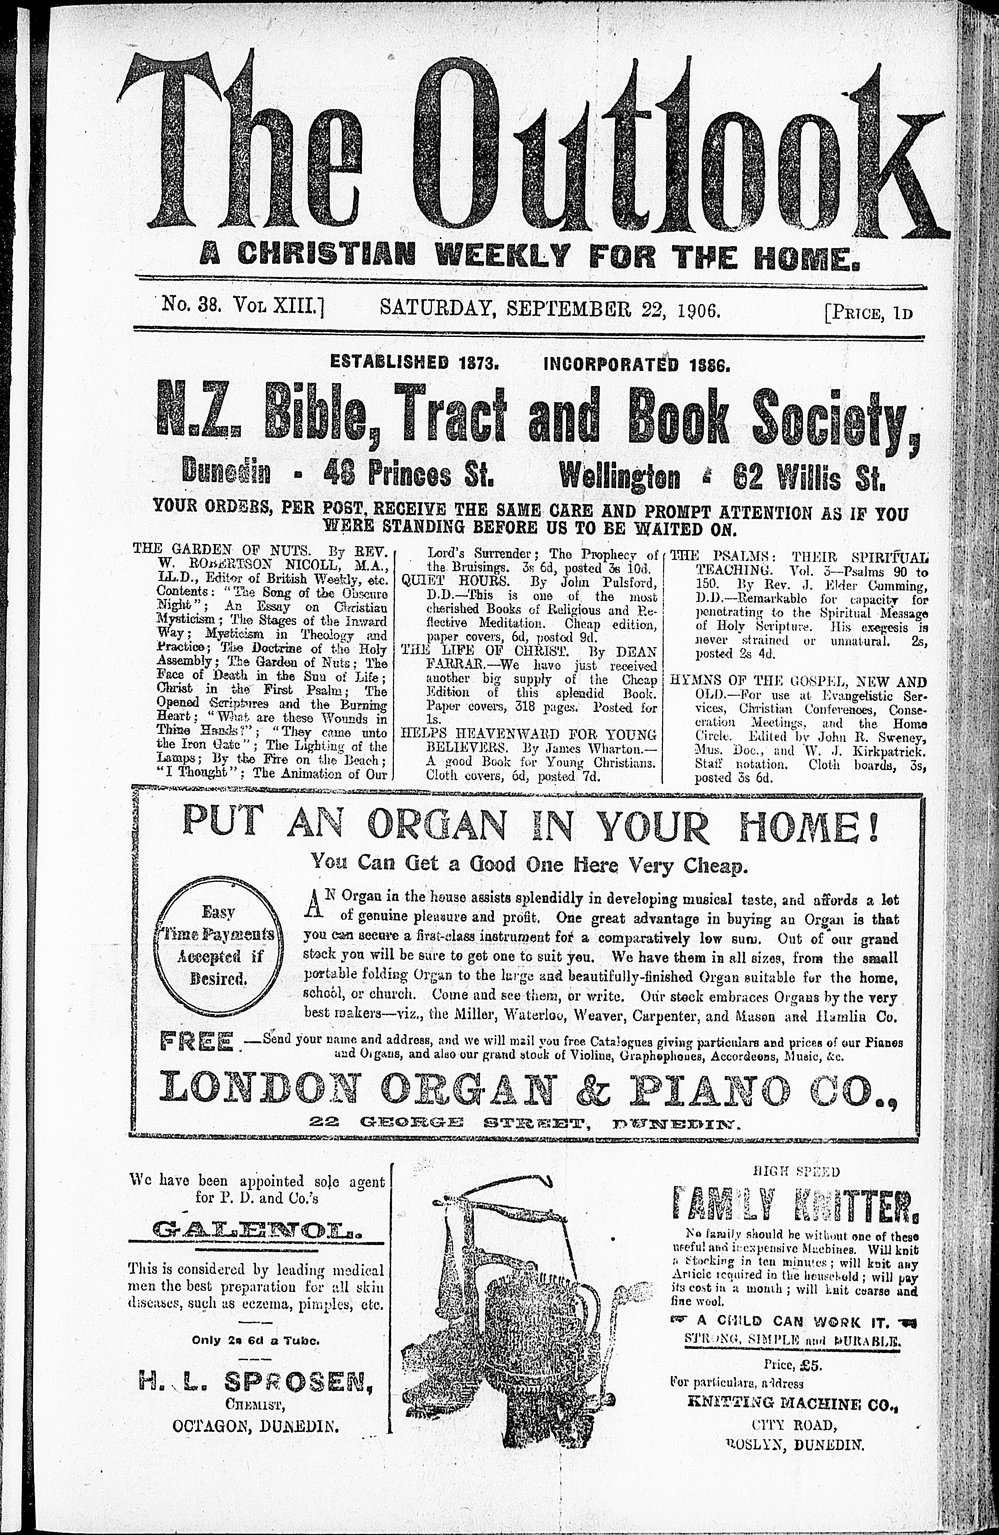 The Outlook
A CHRISTIAN WEEKLY FOR THE HOME.
No. 38. Vol XIII.] SATURDAY, SEPTEMBER 22, 1906. [Price, 1d
ESTABLISHED 1873. INCORPORATED 1886.
N.Z. Bible, Tract and Book Society,
Dunedin - 48 Princes St. Wellington - 62 Willis St.
YOUR ORDERS, PER POST, RECEIVE THE SAME CARE AND PROMPT ATTENTION AS IF YOU
WERE STANDING BEFORE US TO BE WAITED ON.
THE GARDEN OF NUTS. By REV.
W. ROBERTSON NICOLL, M.A.,
LL.D., Editor of British Weekly, etc.
Contents: "The Song of the Obscure
Night"; An Essay on Christian
Mysticism; The Stages of the Inward
Way; Mysticism in Theology and
Practice; The Doctrine of the Holy
Assembly; The Garden of Nuts; The
Face of Death in the Sun of Life;
Christ in the First Psalm; The
Opened Scriptures and the Burning
Heart; "What are these Wounds in
Thine Hands?"; "They came unto
the Iron Gate"; The Lighting of the
Lamps; By the Fire on the Beach;
"I Thought"; The Animation of Our
Lord's Surrender; The Prophecy of
the Bruisings. 3s 6d, posted 3s 10d.
QUIET HOURS. By John Pulsford,
D.D.—This is one of the most
cherished Books of Religious and Re-
flective Meditation. Cheap edition,
paper covers, 6d, posted 9d.
THE LIFE OF CHRIST. By DEAN
FARRAR.—We have just received
another big supply of the Cheap
Edition of this splendid Book.
Paper covers, 318 pages. Posted for
1s.
HELPS HEAVENWARD FOR YOUNG
BELIEVERS. By James Wharton.—
A good Book for Young Christians.
Cloth covers, 6d, posted 7d.
THE PSALMS: THEIR SPIRITUAL
TEACHING. Vol. 3—Psalms 90 to
150. By Rev. J. Elder Cumming,
D.D.—Remarkable for capacity for
penetrating to the Spiritual Message
of Holy Scripture. His exegesis is
never strained or unnatural. 2s,
posted 2s 4d.
HYMNS OF THE GOSPEL, NEW AND
OLD.—For use at Evangelistic Ser-
vices, Christian Conferences, Conse-
cration Meetings, and the Home
Circle. Edited by John R. Sweney,
Mus. Doc., and W. J. Kirkpatrick.
Staff notation. Cloth boards, 3s,
posted 3s 6d.
PUT AN ORGAN IN YOUR HOME!
You Can Get a Good One Here Very Cheap.
Easy
Time Payments
Accepted if
Desired.
AN Organ in the house assists splendidly in developing musical taste, and affords a lot
of genuine pleasure and profit. One great advantage in buying an Organ is that
you can secure a first-class instrument for a comparatively low sum. Out of our grand
stock you will be sure to get one to suit you. We have them in all sizes, from the small
portable folding Organ to the large and beautifully-finished Organ suitable for the home,
school, or church. Come and see them, or write. Our stock embraces Organs by the very
best makers—viz., the Miller, Waterloo, Weaver, Carpenter, and Mason and Hamlin Co.
FREE.—Send your name and address, and we will mail you free Catalogues giving particulars and prices of our Pianos
and Organs, and also our grand stock of Violins, Graphophones, Accordeons, Music, &c.
LONDON ORGAN & PIANO CO.,
22 GEORGE STREET, DUNEDIN.
We have been appointed sole agent
for P. D. and Co.'s
GALENOL.
This is considered by leading medical
men the best preparation for all skin
diseases, such as eczema, pimples, etc.
Only 2s 6d a Tube.
H. L. SPROSEN,
Chemist,
OCTAGON, DUNEDIN.
HIGH SPEED
FAMILY KNITTER.
No family should be without one of these
useful and inexpensive Machines. Will knit
a Stocking in ten minutes; will knit any
Article required in the household; will pay
its cost in a month; will knit coarse and
fine wool.
A CHILD CAN WORK IT.
STRONG, SIMPLE and DURABLE.
Price, £5.
For particulars, address
KNITTING MACHINE CO.,
CITY ROAD,
ROSLYN, DUNEDIN.